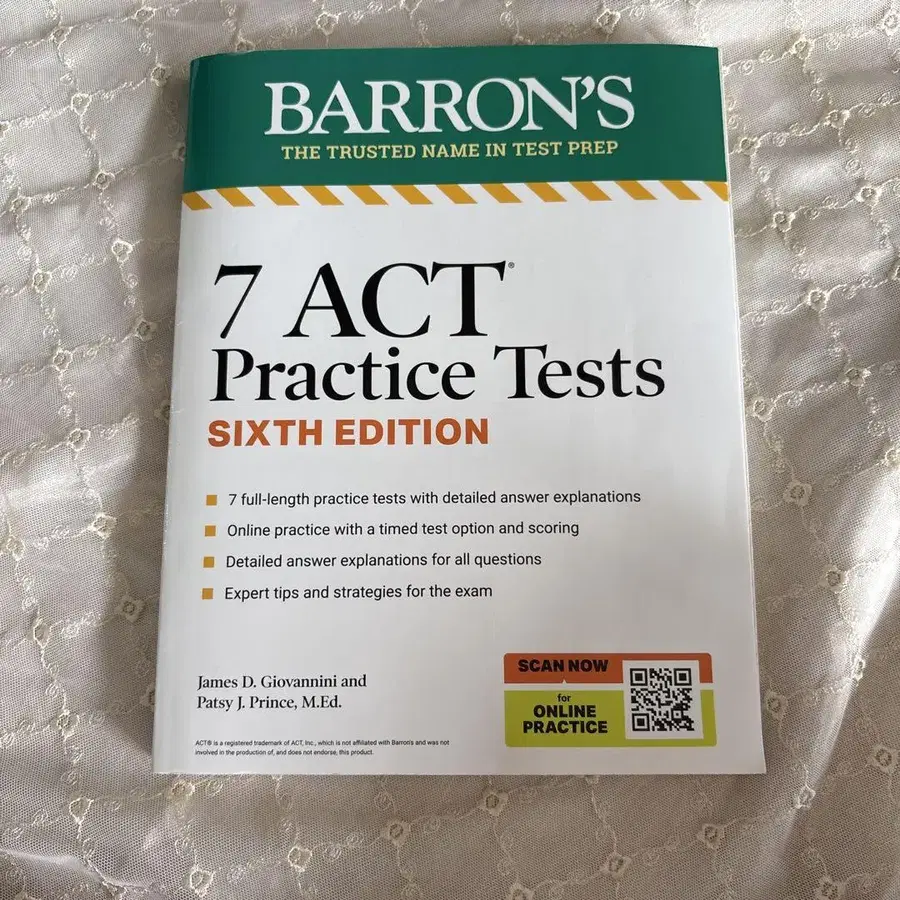 BARRON'S
THE TRUSTED NAME IN TEST PREP
7 ACT®
Practice Tests
SIXTH EDITION
7 full-length practice tests with detailed answer explanations
Online practice with a timed test option and scoring
Detailed answer explanations for all questions
Expert tips and strategies for the exam
James D. Giovannini and
Patsy J. Prince, M.Ed.
SCAN NOW
for
ONLINE
PRACTICE
ACT® is a registered trademark of ACT, Inc., which is not affiliated with Barron's and was not
involved in the production of, and does not endorse, this product.